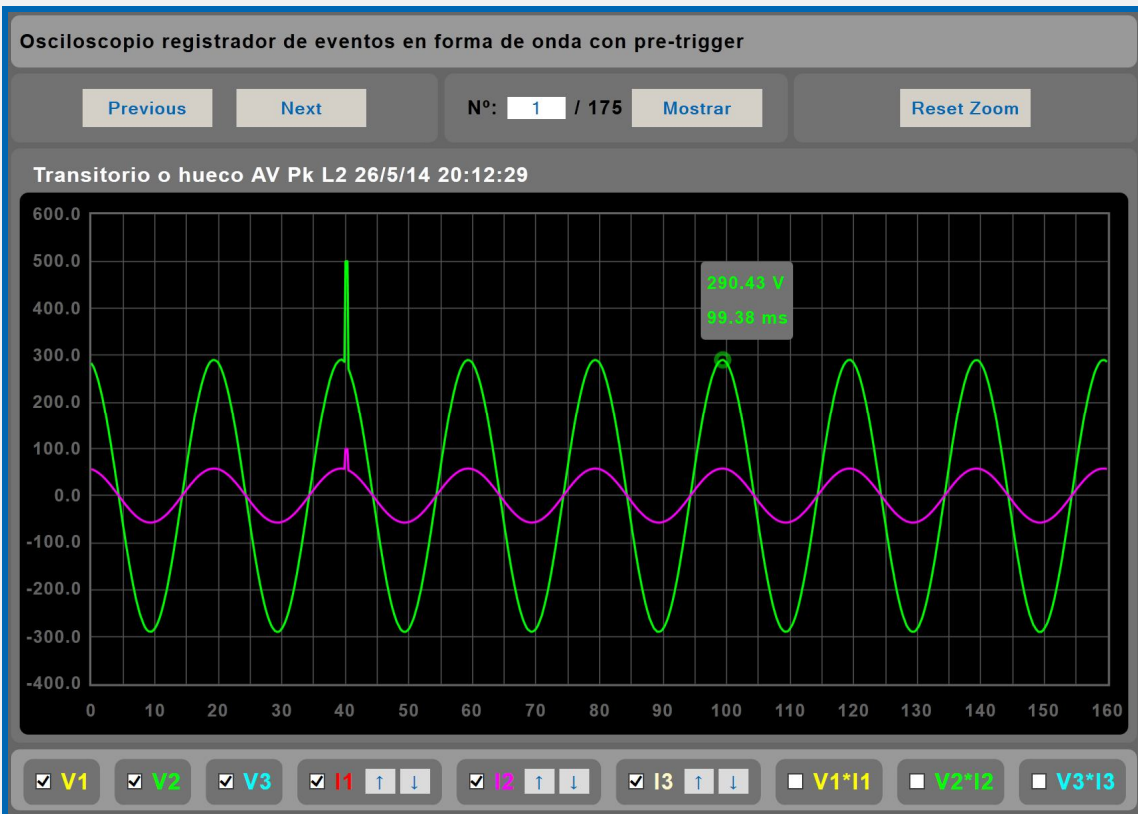 Osciloscopio registrador de eventos en forma de onda con pre-trigger
Previous Next Nº: 1 / 175 Mostrar Reset Zoom
Transitorio o hueco AV Pk L2 26/5/14 20:12:29
600.0
500.0
290.43 V
400.0
99.38 ms
300.0
200.0
100.0
0.0
-100.0
-200.0
-300.0
-400.0
0 10 20 30 40 50 60 70 80 90 100 110 120 130 140 150 160
V1 V2 V3 I1 ↑ ↓ I2 ↑ ↓ I3 ↑ ↓ V1*I1 V2*I2 V3*I3